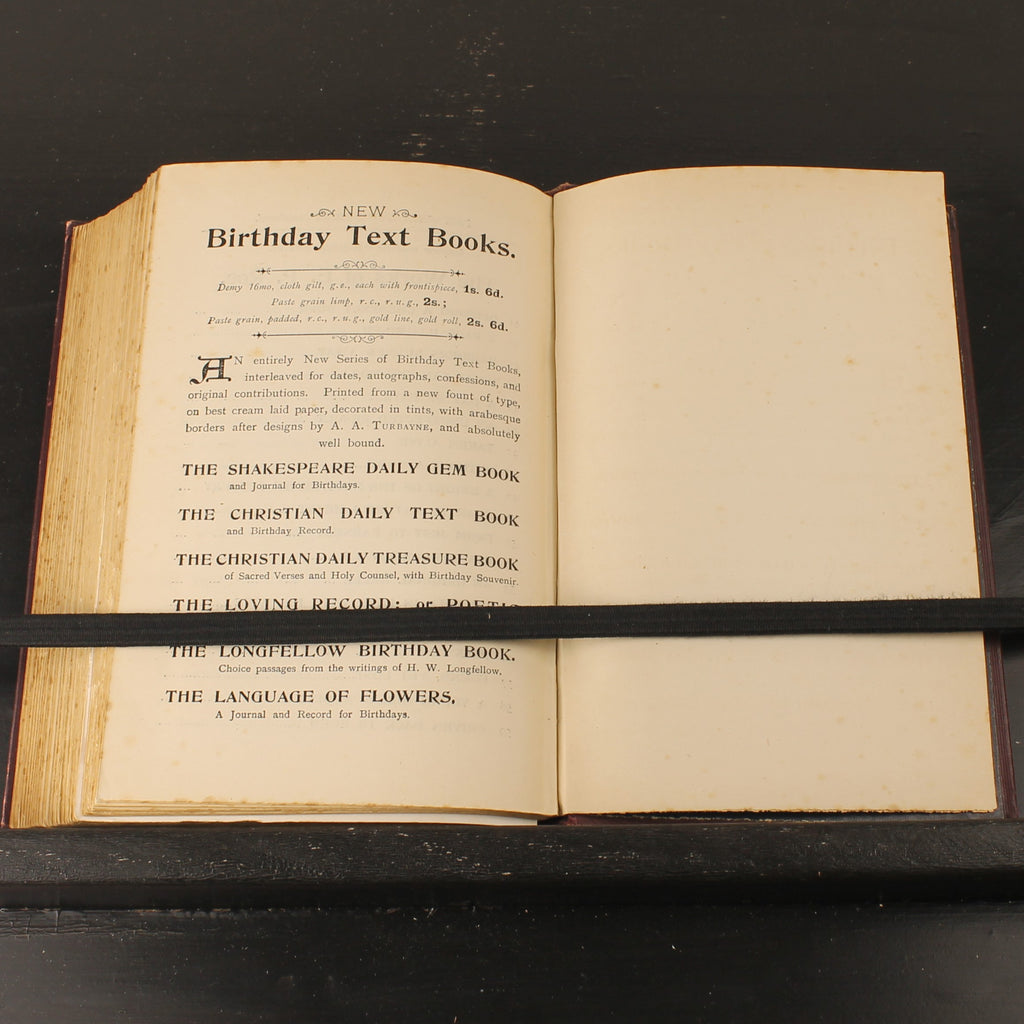 NEW
Birthday Text Books.
Demy 16mo, cloth gilt, g.e., each with frontispiece, 1s. 6d.
Paste grain limp, r.c., r.u.g., 2s.;
Paste grain, padded, r.c., r.u.g., gold line, gold roll, 2s. 6d.
AN entirely New Series of Birthday Text Books,
interleaved for dates, autographs, confessions, and
original contributions. Printed from a new fount of type,
on best cream laid paper, decorated in tints, with arabesque
borders after designs by A. A. TURBAYNE, and absolutely
well bound.
THE SHAKESPEARE DAILY GEM BOOK
and Journal for Birthdays.
THE CHRISTIAN DAILY TEXT BOOK
and Birthday Record.
THE CHRISTIAN DAILY TREASURE BOOK
of Sacred Verses and Holy Counsel, with Birthday Souvenir.
THE LOVING RECORD; or POETIC
THE LONGFELLOW BIRTHDAY BOOK.
Choice passages from the writings of H. W. Longfellow.
THE LANGUAGE OF FLOWERS,
A Journal and Record for Birthdays.